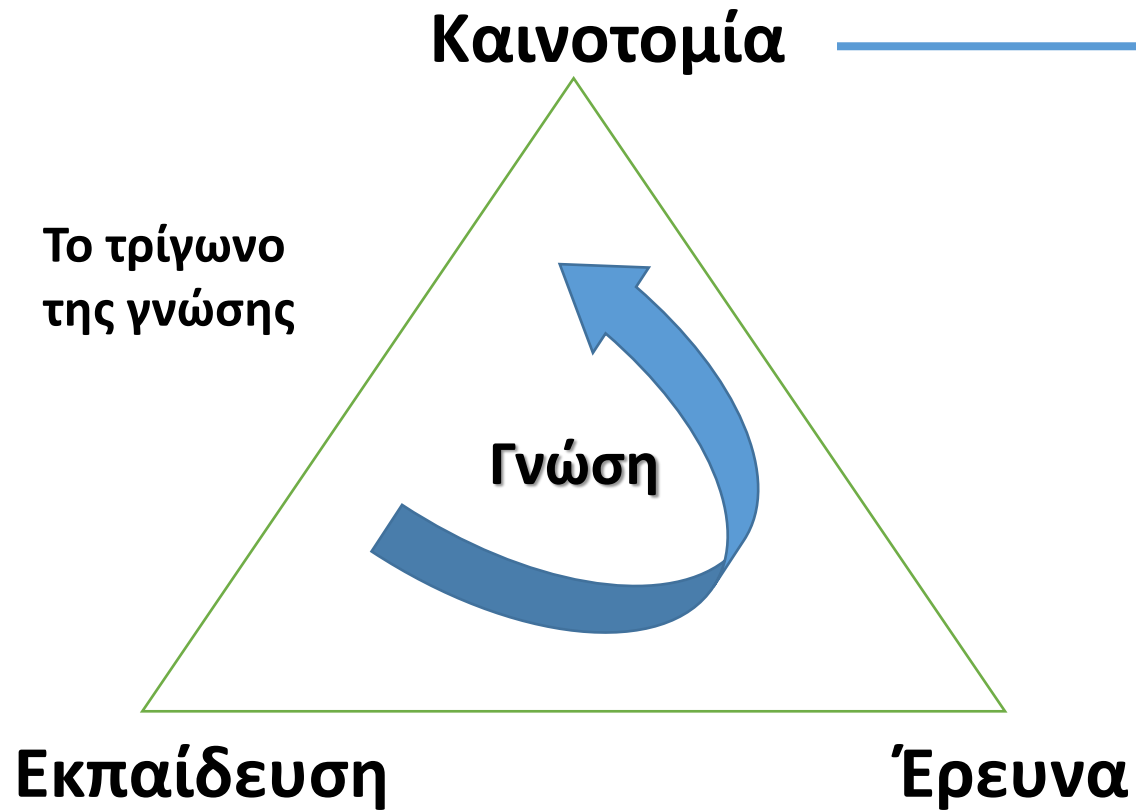 Καινοτομία
Το τρίγωνο
της γνώσης
Γνώση
Εκπαίδευση
Έρευνα